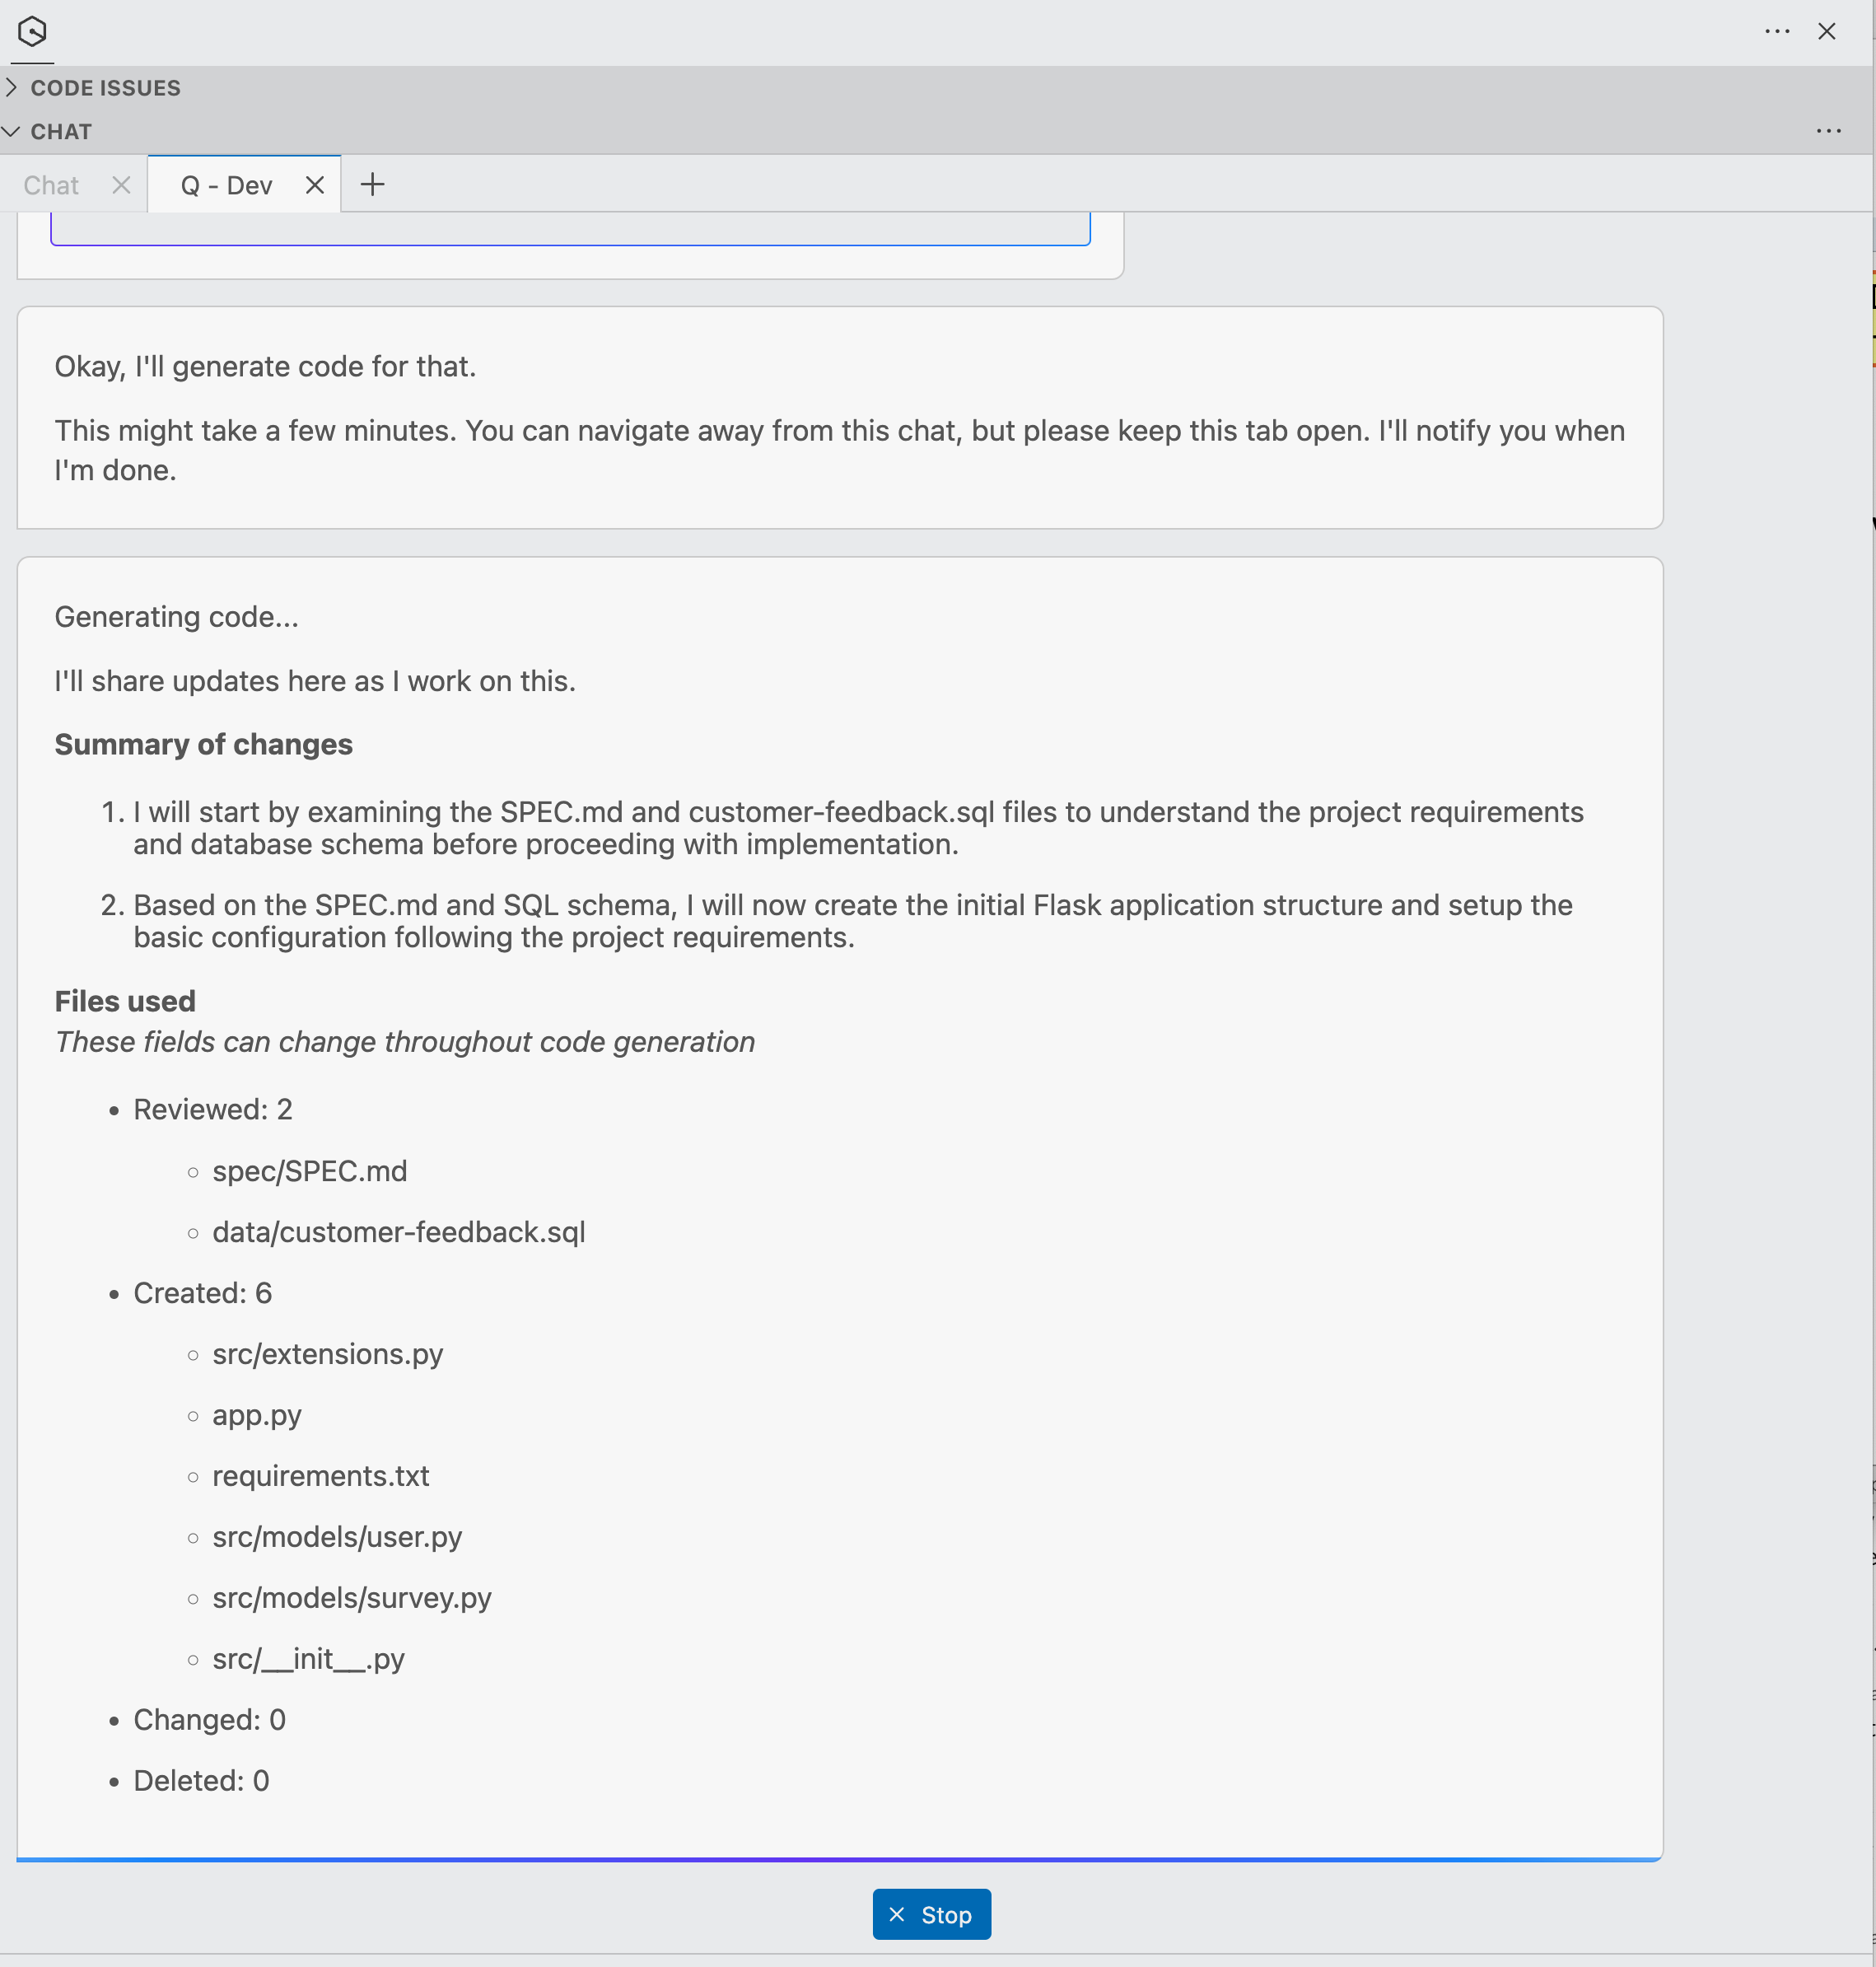 CODE ISSUES
CHAT
Chat
Q - Dev
Okay, I'll generate code for that.
This might take a few minutes. You can navigate away from this chat, but please keep this tab open. I'll notify you when
I'm done.
Generating code...
I'll share updates here as I work on this.
Summary of changes
1. I will start by examining the SPEC.md and customer-feedback.sql files to understand the project requirements
and database schema before proceeding with implementation.
2. Based on the SPEC.md and SQL schema, I will now create the initial Flask application structure and setup the
basic configuration following the project requirements.
Files used
These fields can change throughout code generation
• Reviewed: 2
○ spec/SPEC.md
○ data/customer-feedback.sql
• Created: 6
○ src/extensions.py
○ app.py
○ requirements.txt
○ src/models/user.py
○ src/models/survey.py
○ src/__init__.py
• Changed: 0
• Deleted: 0
Stop